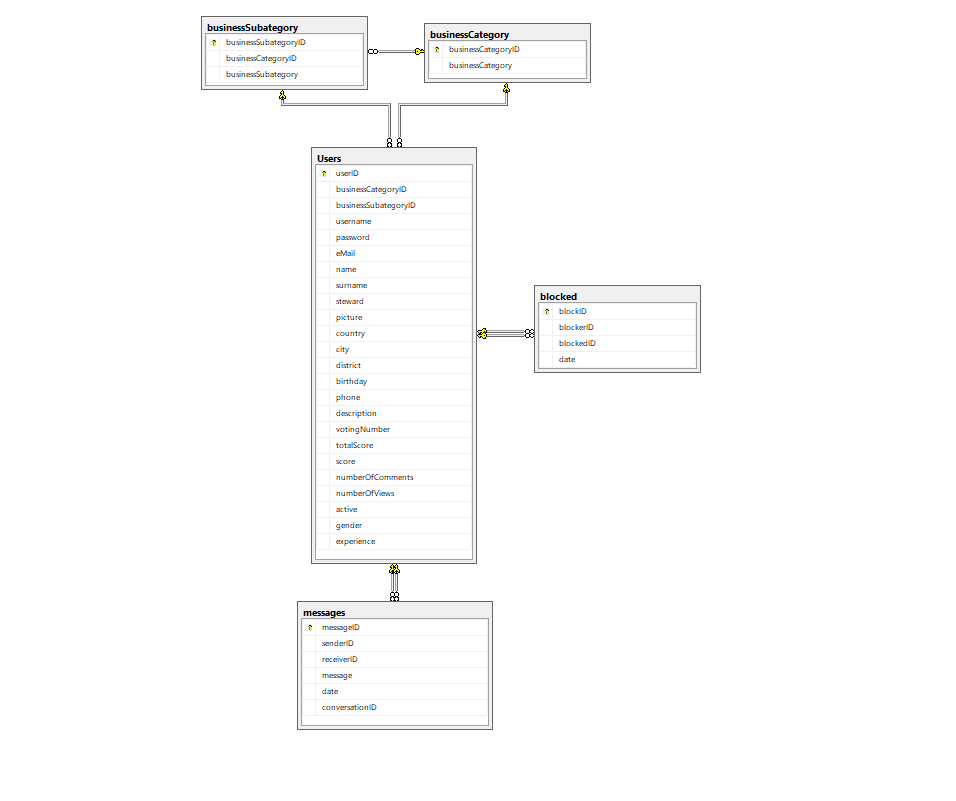 businessSubategory
businessSubategoryID
businessCategoryID
businessSubategory
businessCategory
businessCategoryID
businessCategory
Users
userID
businessCategoryID
businessSubategoryID
username
password
eMail
name
surname
steward
picture
country
city
district
birthday
phone
description
votingNumber
totalScore
score
numberOfComments
numberOfViews
active
gender
experience
blocked
blockID
blockerID
blockedID
date
messages
messageID
senderID
receiverID
message
date
conversationID